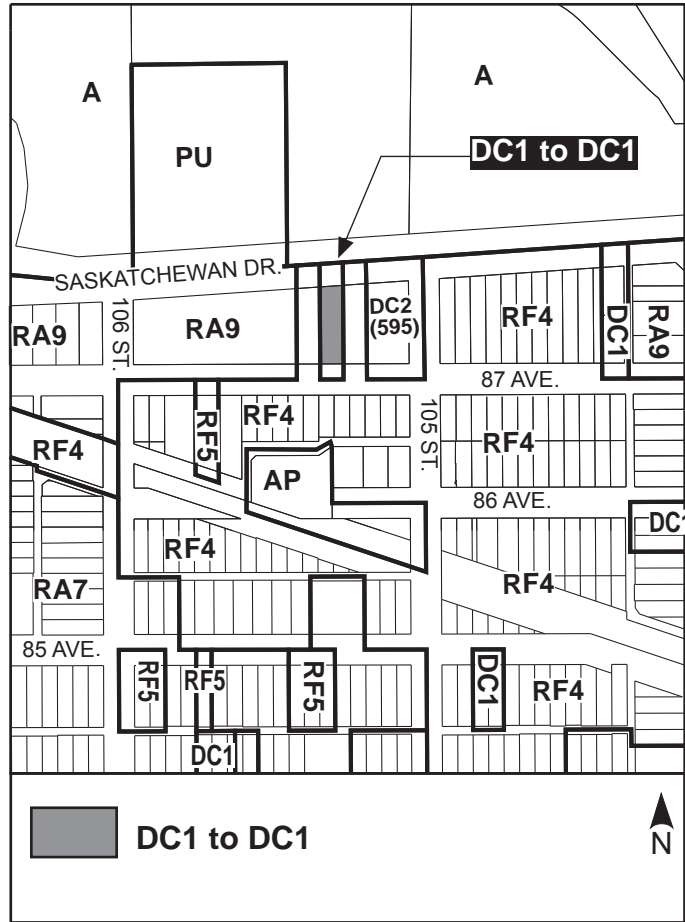 A
A
PU
DC1 to DC1
SASKATCHEWAN DR.
106 ST.
RA9
RA9
DC2
(595)
RF4
DC1
RA9
87 AVE.
RF5
RF4
105 ST.
RF4
RF4
AP
86 AVE.
DC1
RF4
RA7
RF4
85 AVE.
RF5
RF5
RF5
DC1
RF4
DC1
DC1 to DC1
N